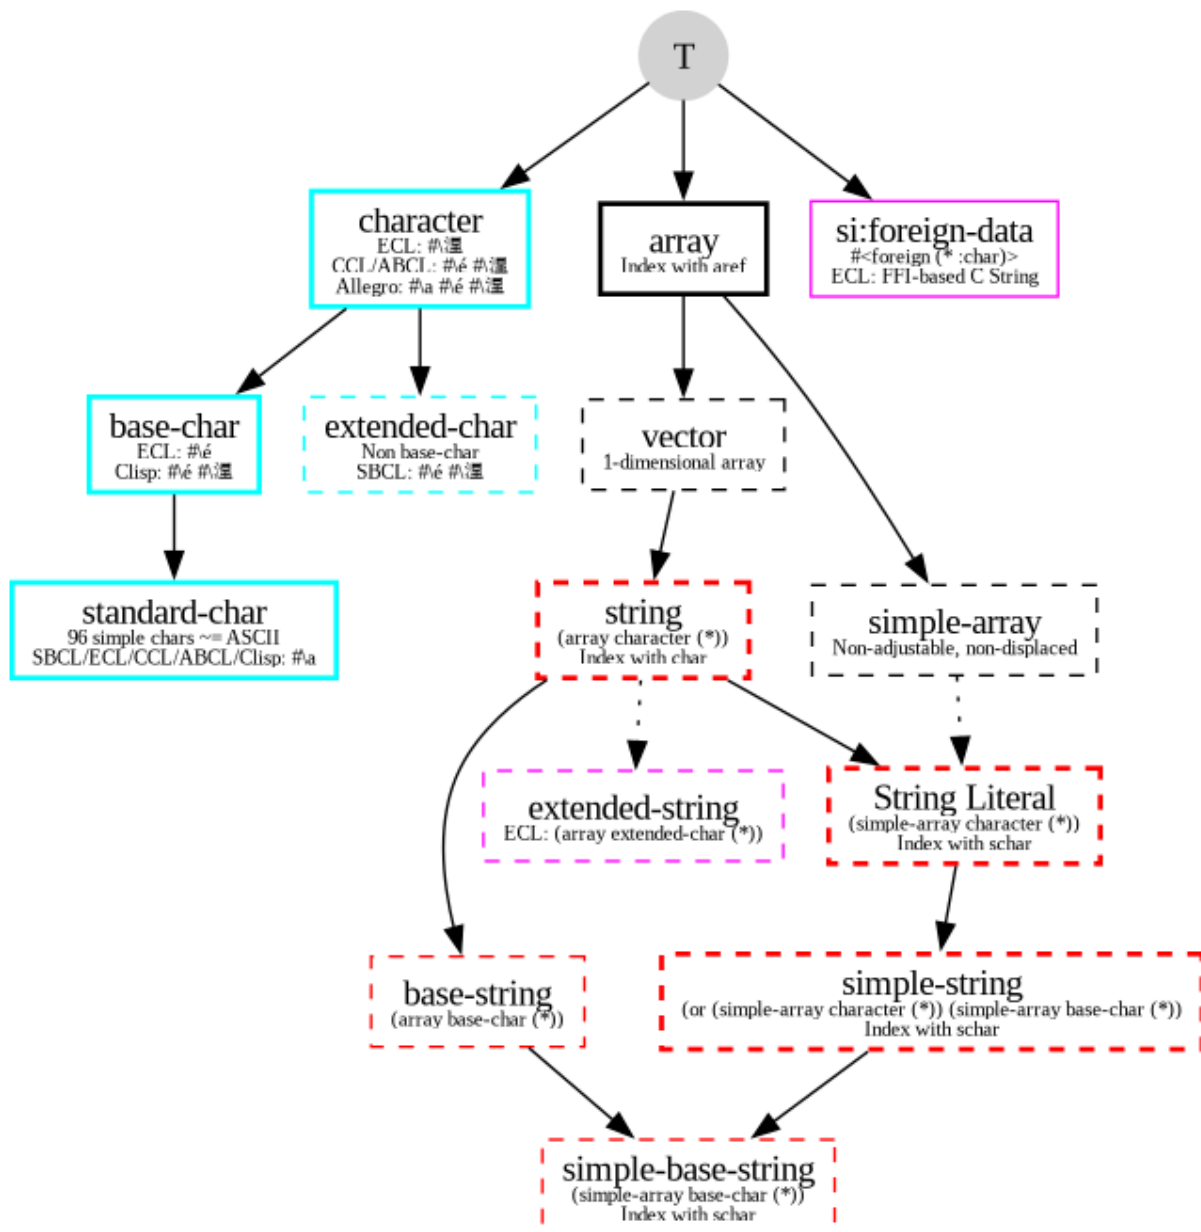 T
character
ECL: #\湿
CCL/ABCL: #\é #\湿
Allegro: #\a #\é #\湿
array
Index with aref
si:foreign-data
#<foreign (* :char)>
ECL: FFI-based C String
base-char
ECL: #\é
Clisp: #\é #\湿
extended-char
Non base-char
SBCL: #\é #\湿
vector
1-dimensional array
standard-char
96 simple chars ~= ASCII
SBCL/ECL/CCL/ABCL/Clisp: #\a
string
(array character (*))
Index with char
simple-array
Non-adjustable, non-displaced
extended-string
ECL: (array extended-char (*))
String Literal
(simple-array character (*))
Index with schar
base-string
(array base-char (*))
simple-string
(or (simple-array character (*)) (simple-array base-char (*))
Index with schar
simple-base-string
(simple-array base-char (*))
Index with schar